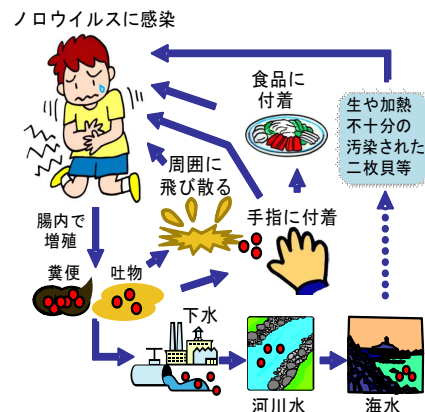 ノロウイルスに感染
食品に
付着
生や加熱
不十分の
汚染された
二枚貝等
周囲に
飛び散る
手指に付着
腸内で
増殖
糞便
吐物
下水
河川水
海水